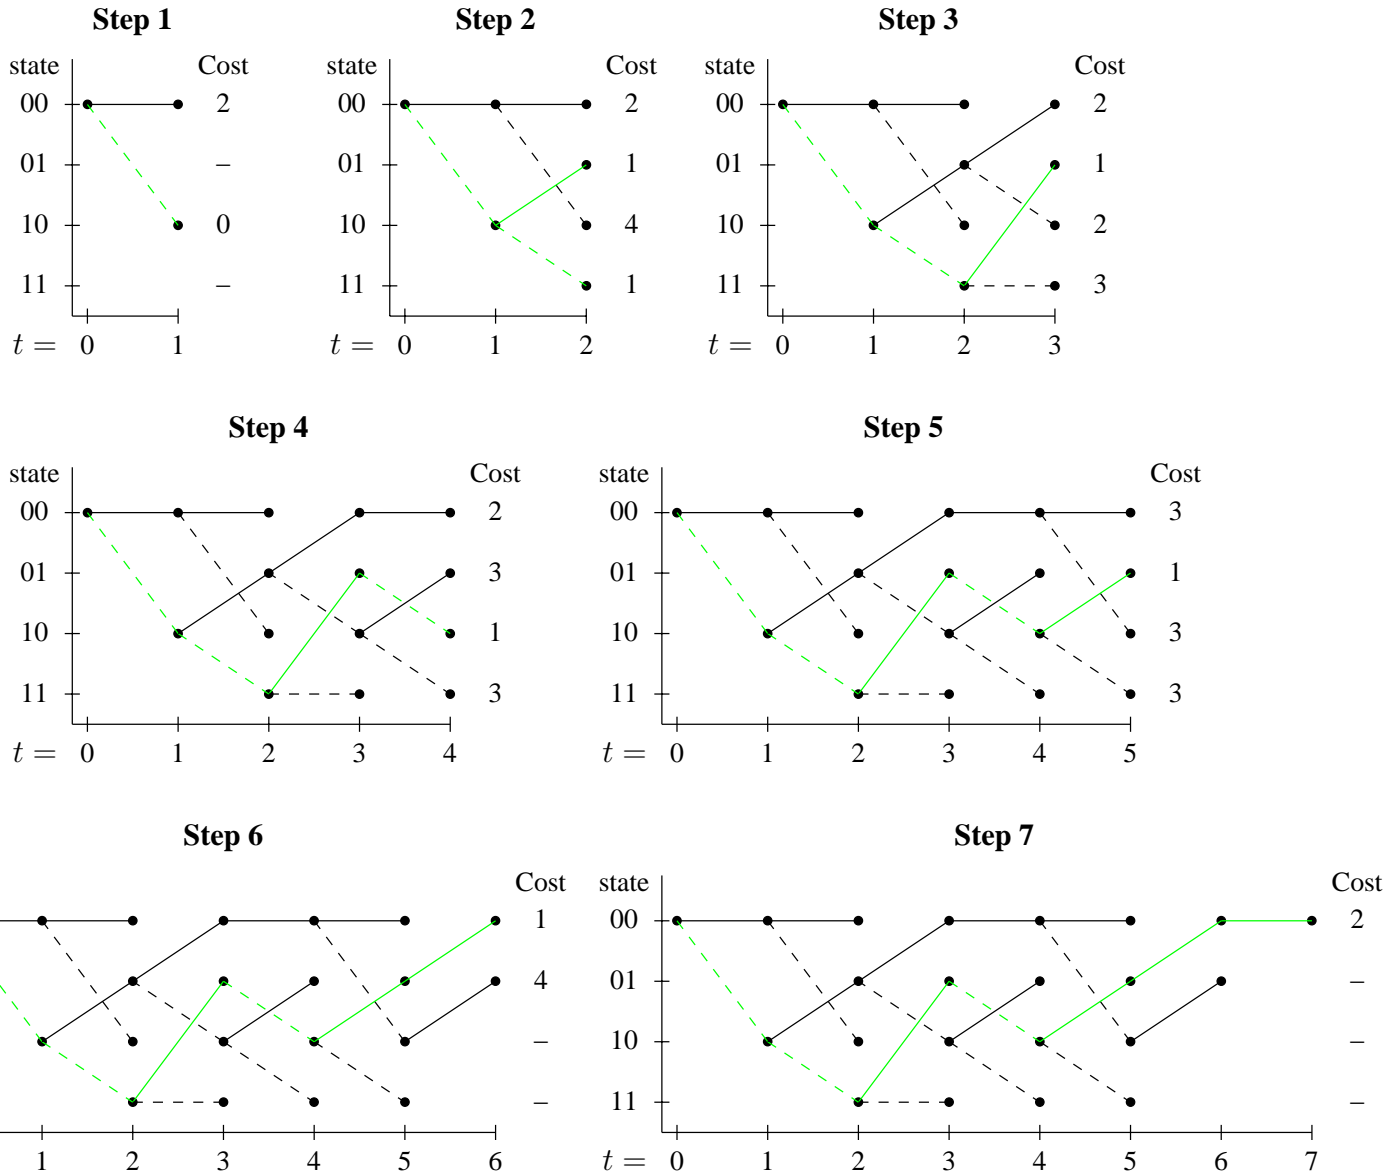 Step 1 Step 2 Step 3
state Cost state Cost state Cost
00 2 00 2 00 2
01 – 01 1 01 1
10 0 10 4 10 2
11 – 11 1 11 3
t = 0 1 t = 0 1 2 t = 0 1 2 3
Step 4 Step 5
state Cost state Cost
00 2 00 3
01 3 01 1
10 1 10 3
11 3 11 3
t = 0 1 2 3 4 t = 0 1 2 3 4 5
Step 6 Step 7
Cost state Cost
1 00 2
4 01 –
– 10 –
– 11 –
1 2 3 4 5 6 t = 0 1 2 3 4 5 6 7